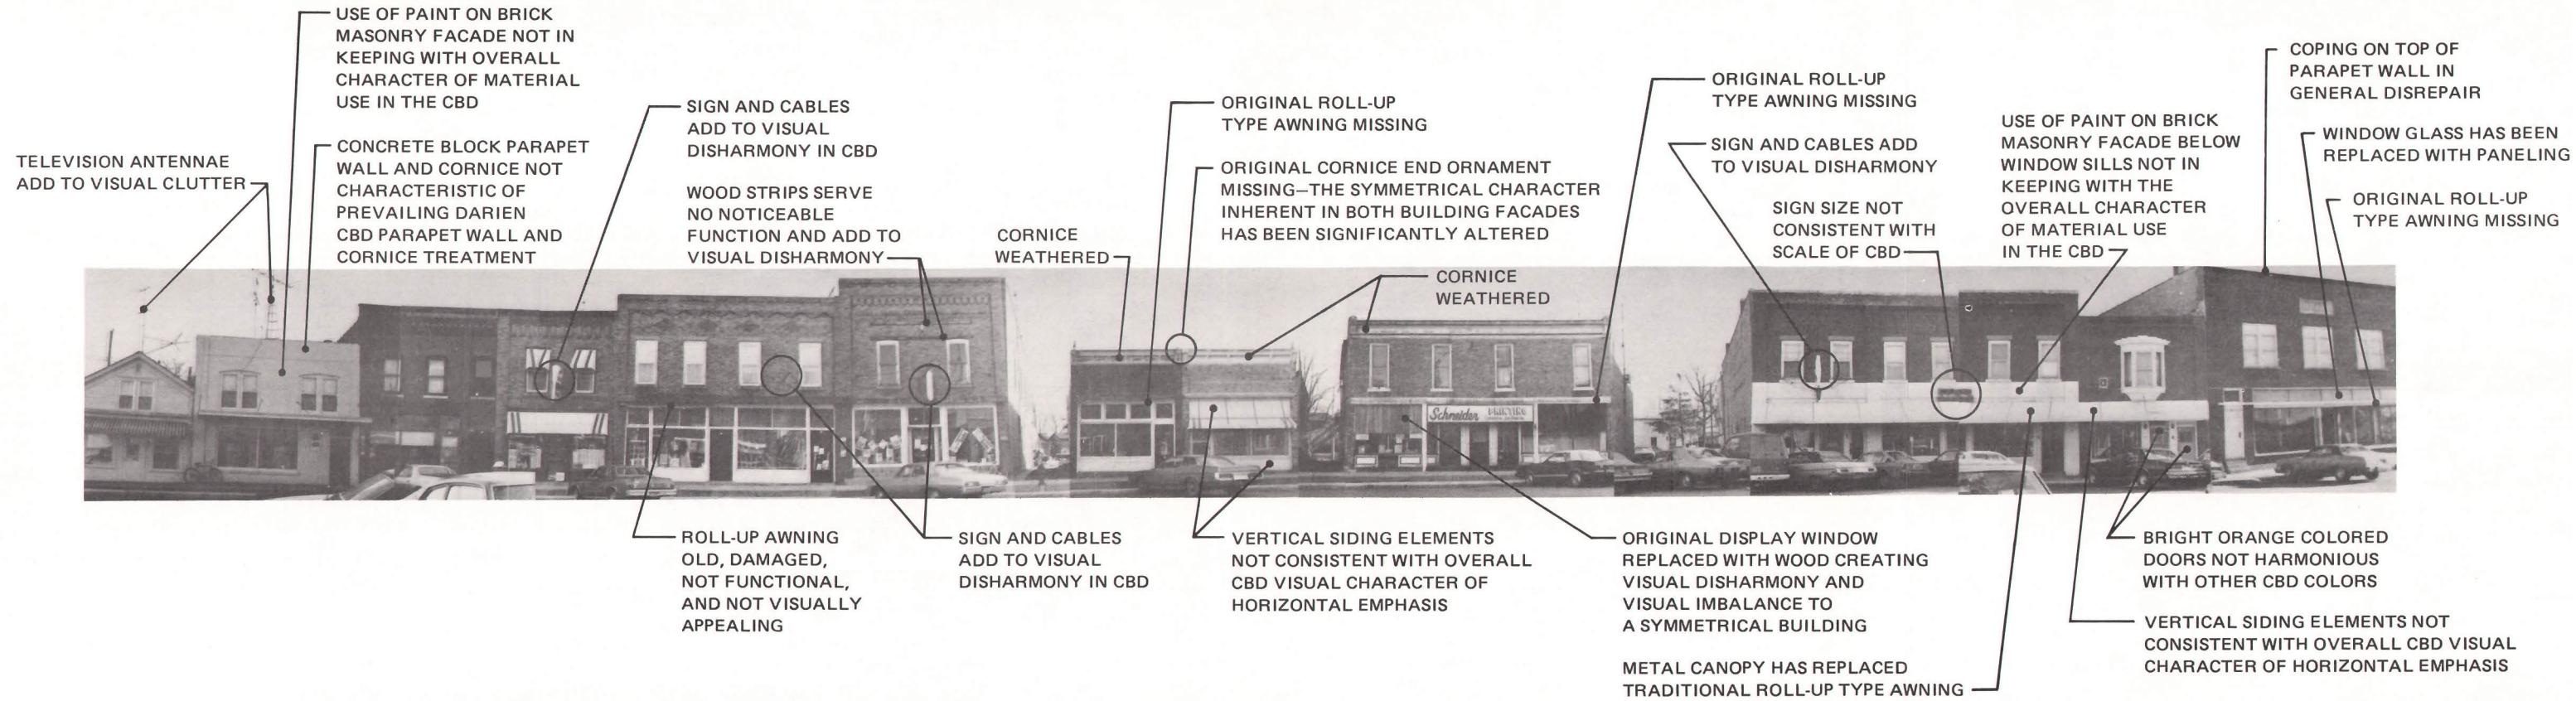 USE OF PAINT ON BRICK
MASONRY FACADE NOT IN
KEEPING WITH OVERALL
CHARACTER OF MATERIAL
USE IN THE CBD
CONCRETE BLOCK PARAPET
WALL AND CORNICE NOT
CHARACTERISTIC OF
PREVAILING DARIEN
CBD PARAPET WALL AND
CORNICE TREATMENT
TELEVISION ANTENNAE
ADD TO VISUAL CLUTTER
SIGN AND CABLES
ADD TO VISUAL
DISHARMONY IN CBD
WOOD STRIPS SERVE
NO NOTICEABLE
FUNCTION AND ADD TO
VISUAL DISHARMONY
CORNICE
WEATHERED
ORIGINAL ROLL-UP
TYPE AWNING MISSING
ORIGINAL CORNICE END ORNAMENT
MISSING—THE SYMMETRICAL CHARACTER
INHERENT IN BOTH BUILDING FACADES
HAS BEEN SIGNIFICANTLY ALTERED
CORNICE
WEATHERED
ORIGINAL ROLL-UP
TYPE AWNING MISSING
SIGN AND CABLES ADD
TO VISUAL DISHARMONY
SIGN SIZE NOT
CONSISTENT WITH
SCALE OF CBD
USE OF PAINT ON BRICK
MASONRY FACADE BELOW
WINDOW SILLS NOT IN
KEEPING WITH THE
OVERALL CHARACTER
OF MATERIAL USE
IN THE CBD
COPING ON TOP OF
PARAPET WALL IN
GENERAL DISREPAIR
WINDOW GLASS HAS BEEN
REPLACED WITH PANELING
ORIGINAL ROLL-UP
TYPE AWNING MISSING
Schneider
ROLL-UP AWNING
OLD, DAMAGED,
NOT FUNCTIONAL,
AND NOT VISUALLY
APPEALING
SIGN AND CABLES
ADD TO VISUAL
DISHARMONY IN CBD
VERTICAL SIDING ELEMENTS
NOT CONSISTENT WITH OVERALL
CBD VISUAL CHARACTER OF
HORIZONTAL EMPHASIS
ORIGINAL DISPLAY WINDOW
REPLACED WITH WOOD CREATING
VISUAL DISHARMONY AND
VISUAL IMBALANCE TO
A SYMMETRICAL BUILDING
METAL CANOPY HAS REPLACED
TRADITIONAL ROLL-UP TYPE AWNING
BRIGHT ORANGE COLORED
DOORS NOT HARMONIOUS
WITH OTHER CBD COLORS
VERTICAL SIDING ELEMENTS NOT
CONSISTENT WITH OVERALL CBD VISUAL
CHARACTER OF HORIZONTAL EMPHASIS